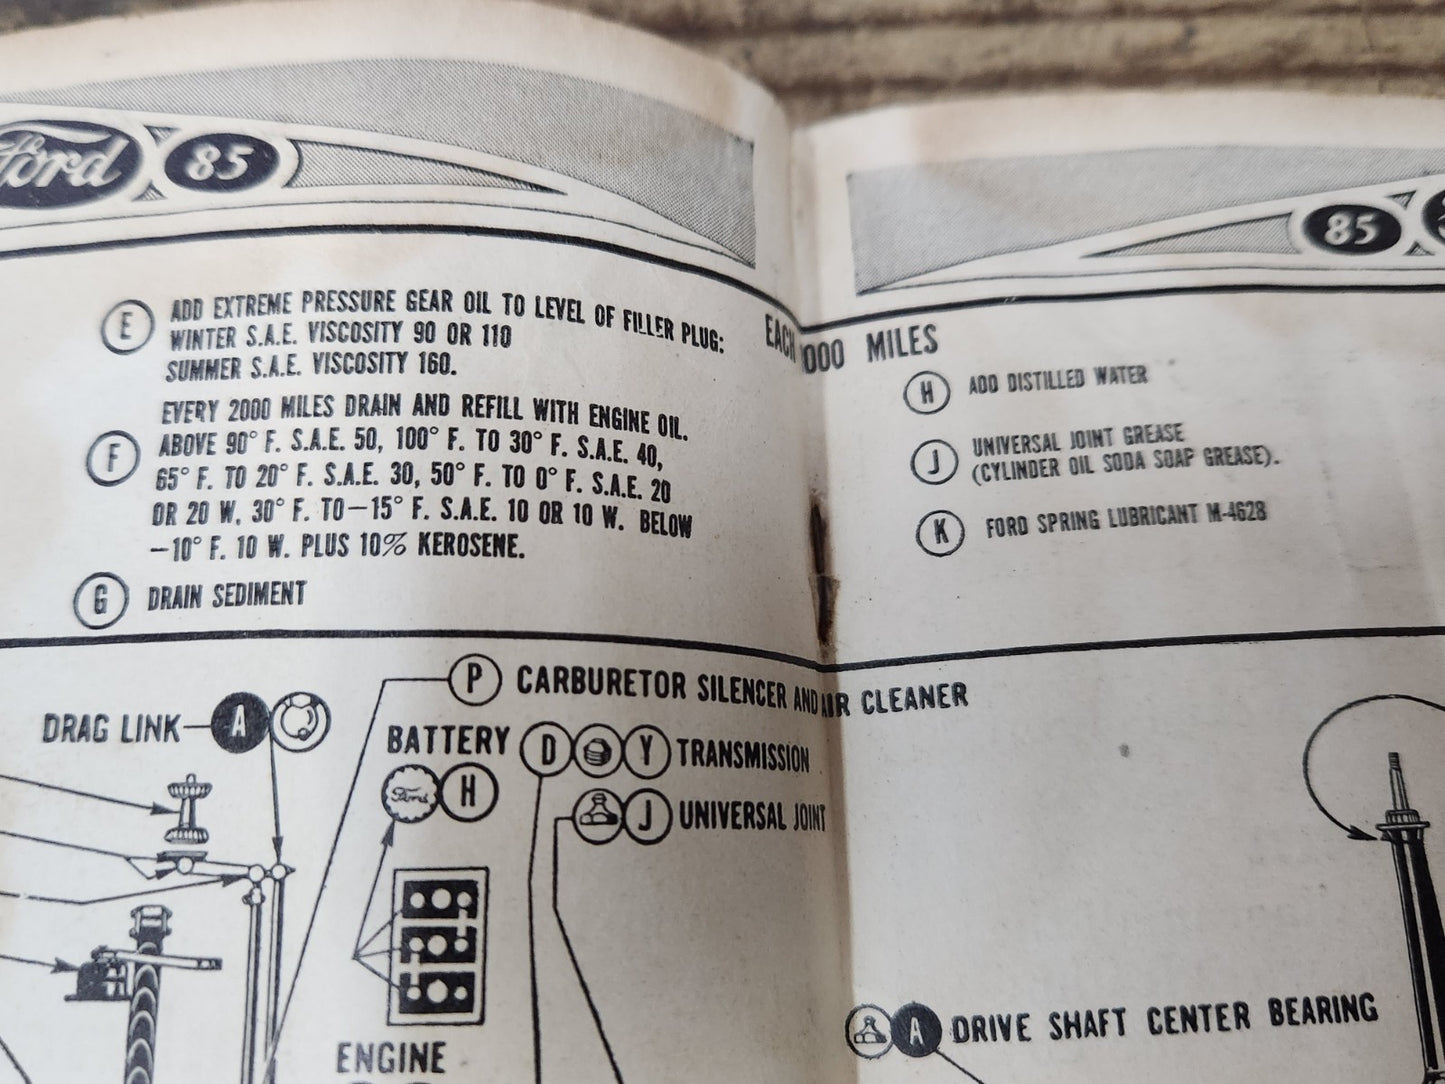 Ford 85
85
EACH 1000 MILES
E ADD EXTREME PRESSURE GEAR OIL TO LEVEL OF FILLER PLUG:
WINTER S.A.E. VISCOSITY 90 OR 110
SUMMER S.A.E. VISCOSITY 160.
EVERY 2000 MILES DRAIN AND REFILL WITH ENGINE OIL.
F ABOVE 90° F. S.A.E. 50, 100° F. TO 30° F. S.A.E. 40,
65° F. TO 20° F. S.A.E. 30, 50° F. TO 0° F. S.A.E. 20
OR 20 W. 30° F. TO—15° F. S.A.E. 10 OR 10 W. BELOW
—10° F. 10 W. PLUS 10% KEROSENE.
G DRAIN SEDIMENT
H ADD DISTILLED WATER
J UNIVERSAL JOINT GREASE
(CYLINDER OIL SODA SOAP GREASE).
K FORD SPRING LUBRICANT M-4628
P CARBURETOR SILENCER AND AIR CLEANER
DRAG LINK A
BATTERY
Ford H
D Y TRANSMISSION
J UNIVERSAL JOINT
ENGINE
A DRIVE SHAFT CENTER BEARING